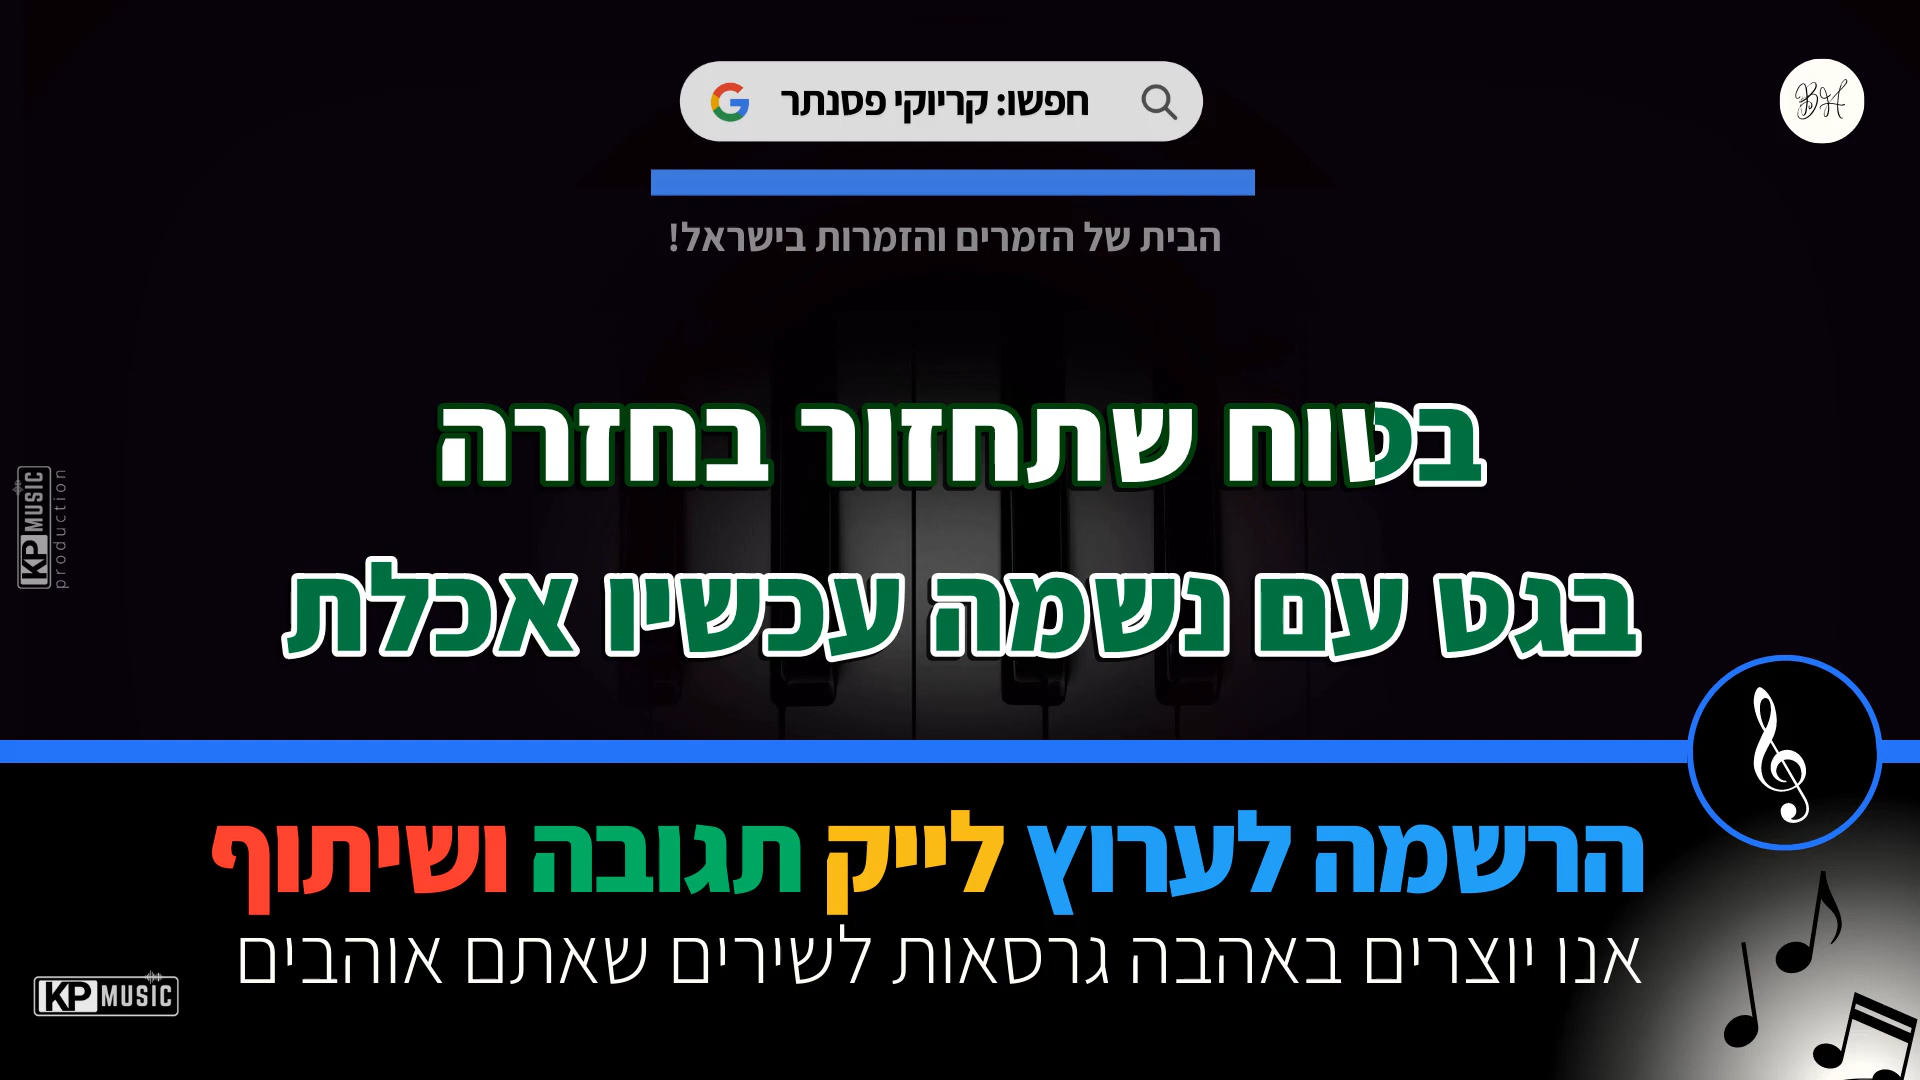 חפשו: קריוקי פסנתר
BH
הבית של הזמרים והזמרות בישראל!
בטוח שתחזור בחזרה
בגט עם נשמה עכשיו אכלת
KP MUSIC
production
הרשמה לערוץ לייק תגובה ושיתוף
אנו יוצרים באהבה גרסאות לשירים שאתם אוהבים
KP MUSIC